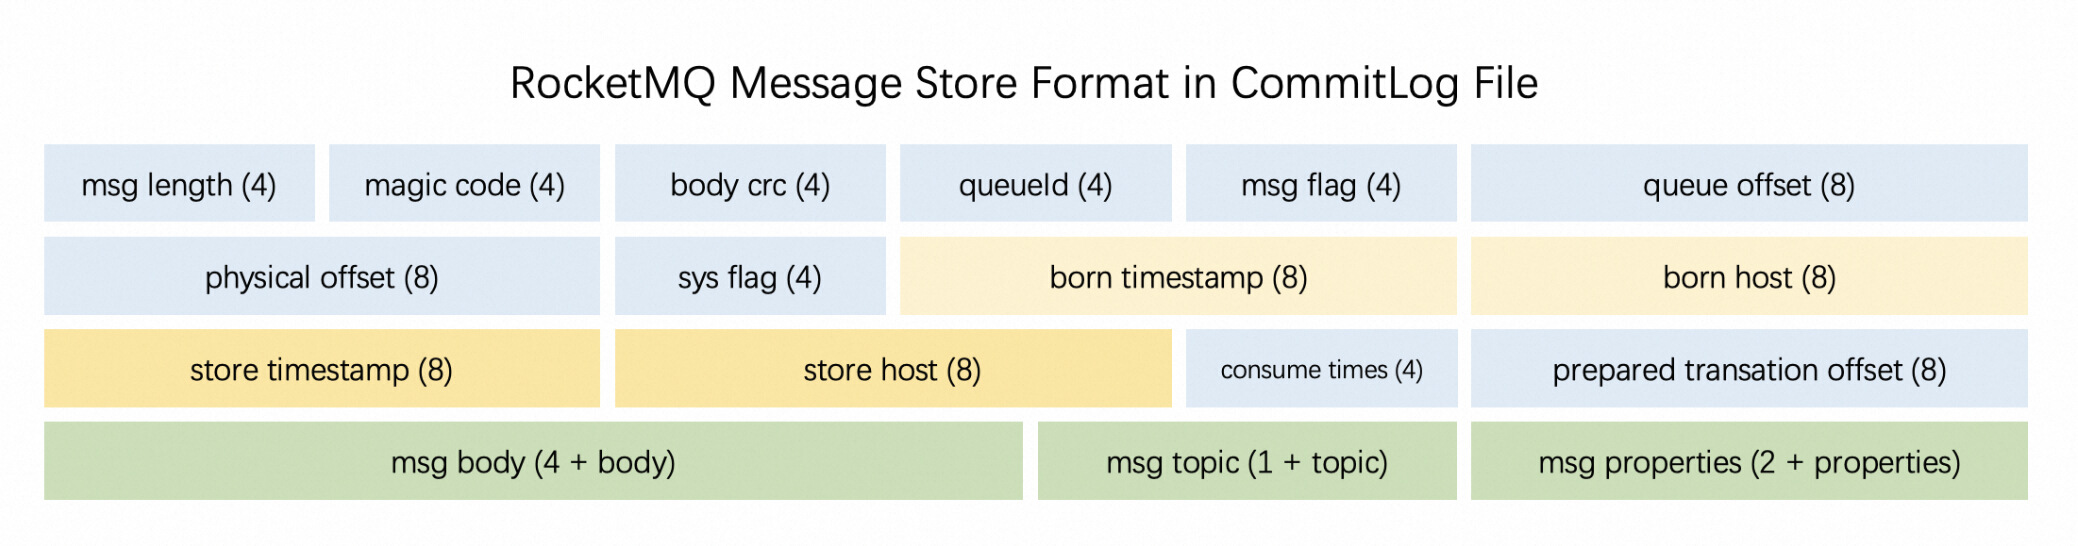 RocketMQ Message Store Format in CommitLog File
msg length (4) magic code (4) body crc (4) queueId (4) msg flag (4) queue offset (8)
physical offset (8) sys flag (4) born timestamp (8) born host (8)
store timestamp (8) store host (8) consume times (4) prepared transation offset (8)
msg body (4 + body) msg topic (1 + topic) msg properties (2 + properties)